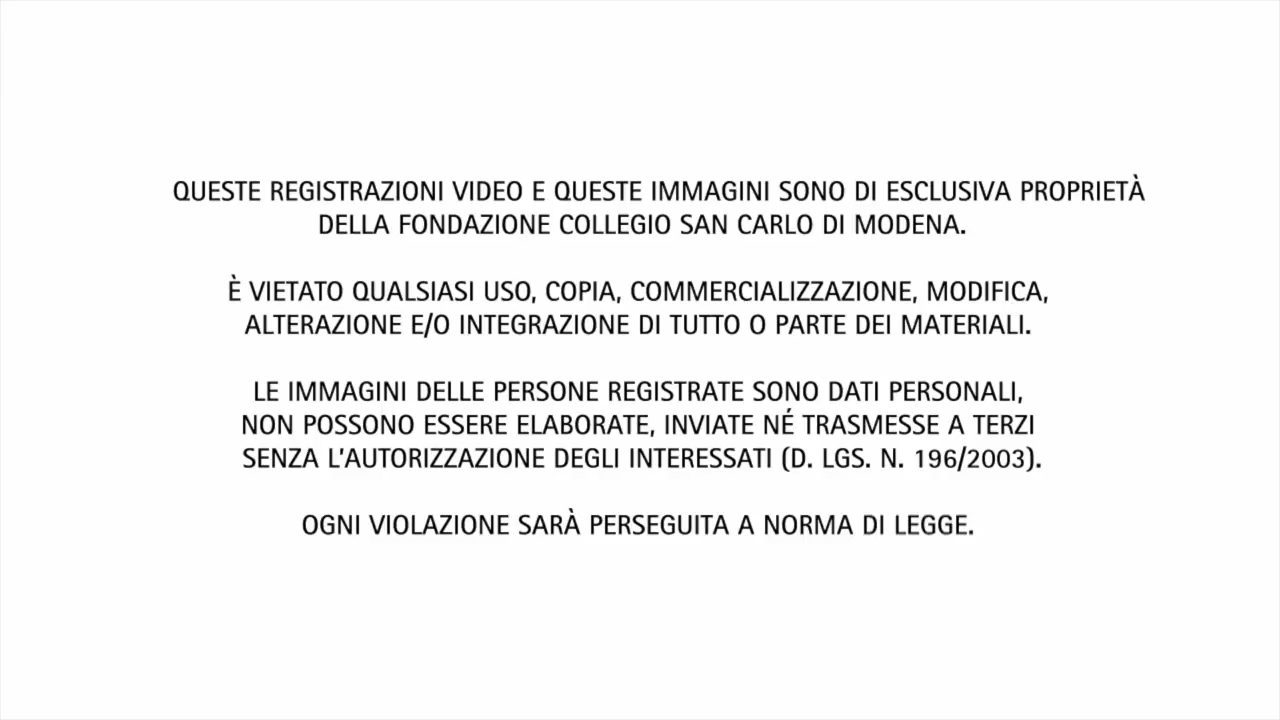 QUESTE REGISTRAZIONI VIDEO E QUESTE IMMAGINI SONO DI ESCLUSIVA PROPRIETÀ
DELLA FONDAZIONE COLLEGIO SAN CARLO DI MODENA.
È VIETATO QUALSIASI USO, COPIA, COMMERCIALIZZAZIONE, MODIFICA,
ALTERAZIONE E/O INTEGRAZIONE DI TUTTO O PARTE DEI MATERIALI.
LE IMMAGINI DELLE PERSONE REGISTRATE SONO DATI PERSONALI,
NON POSSONO ESSERE ELABORATE, INVIATE NÉ TRASMESSE A TERZI
SENZA L'AUTORIZZAZIONE DEGLI INTERESSATI (D. LGS. N. 196/2003).
OGNI VIOLAZIONE SARÀ PERSEGUITA A NORMA DI LEGGE.